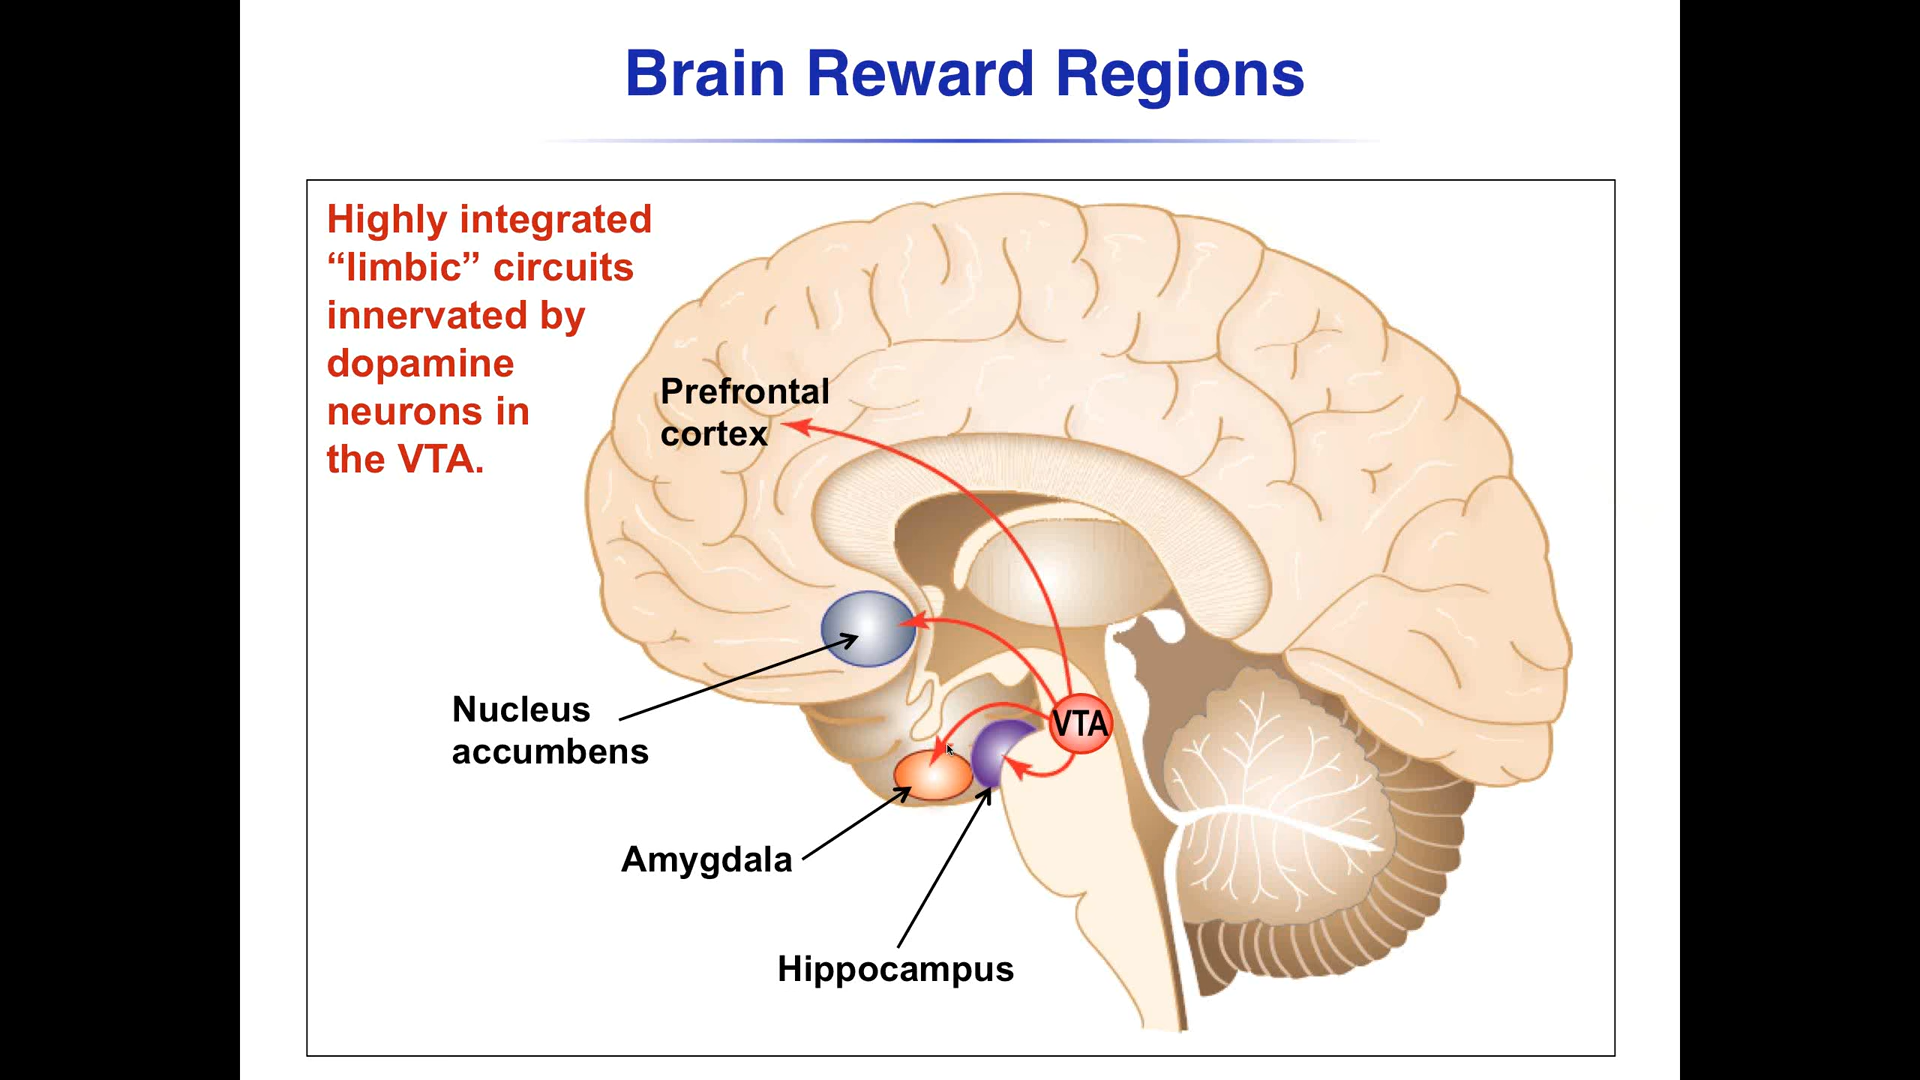 Brain Reward Regions
Highly integrated
“limbic” circuits
innervated by
dopamine
neurons in
the VTA.
Prefrontal
cortex
Nucleus
accumbens
VTA
Amygdala
Hippocampus